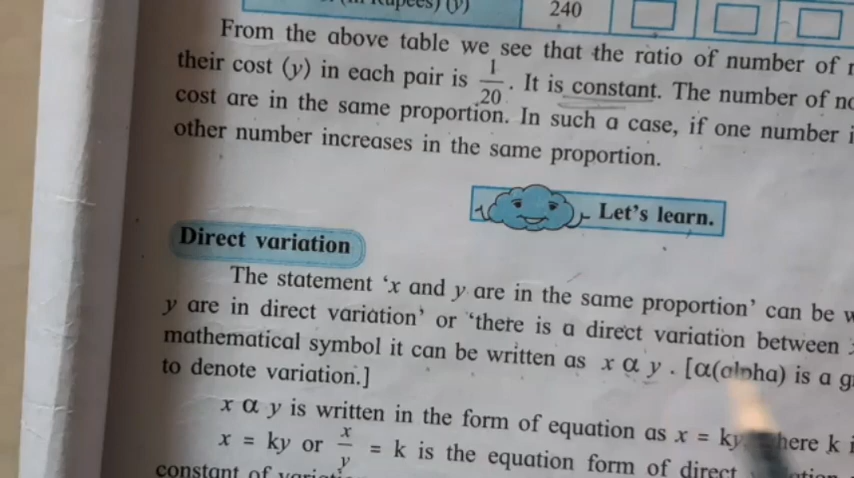 (in Rupees) (y) 240
From the above table we see that the ratio of number of
their cost (y) in each pair is 1/20. It is constant. The number of
cost are in the same proportion. In such a case, if one number
other number increases in the same proportion.
Let's learn.
Direct variation
The statement 'x and y are in the same proportion' can be
y are in direct variation' or 'there is a direct variation between
mathematical symbol it can be written as x α y . [α(alpha) is a
to denote variation.]
x α y is written in the form of equation as x = ky, where k
x = ky or x/y = k is the equation form of direct
constant of